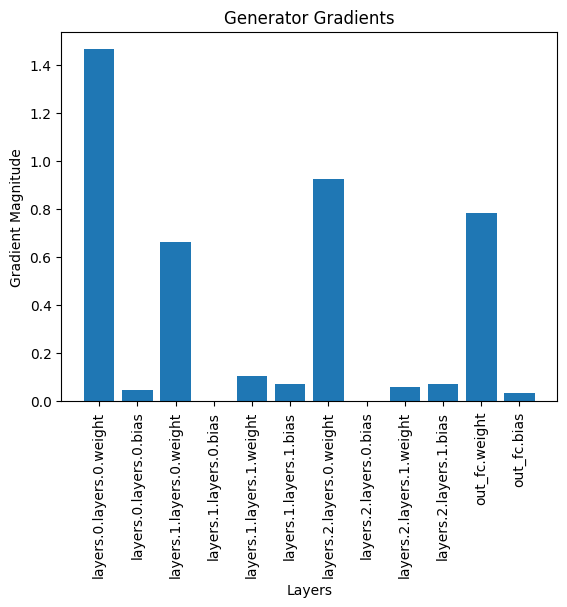 Generator Gradients
Gradient Magnitude
1.4
1.2
1.0
0.8
0.6
0.4
0.2
0.0
layers.0.layers.0.weight
layers.0.layers.0.bias
layers.1.layers.0.weight
layers.1.layers.0.bias
layers.1.layers.1.weight
layers.1.layers.1.bias
layers.2.layers.0.weight
layers.2.layers.0.bias
layers.2.layers.1.weight
layers.2.layers.1.bias
out_fc.weight
out_fc.bias
Layers